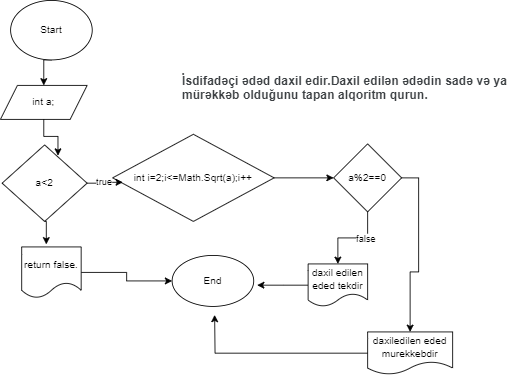 Start
İsdifadəçi ədəd daxil edir.Daxil edilən ədədin sadə və ya
mürəkkəb olduğunu tapan alqoritm qurun.
int a;
a<2
true
int i=2;i<=Math.Sqrt(a);i++
a%2==0
false
return false.
End
daxil edilen
eded tekdir
daxiledilen eded
murekkebdir